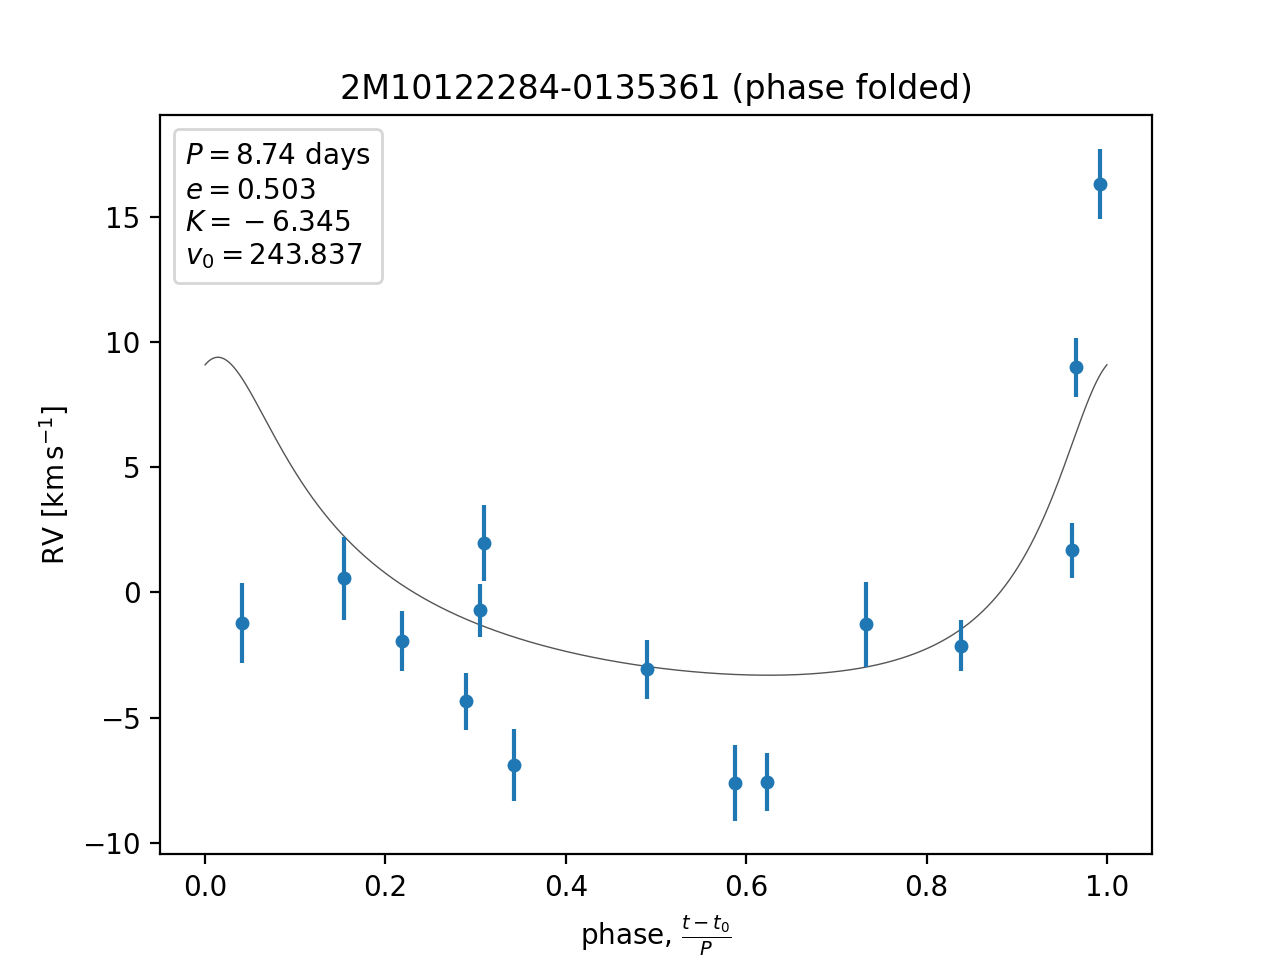 2M10122284-0135361 (phase folded)
P = 8.74 days
e = 0.503
K = −6.345
v₀ = 243.837
RV [km s⁻¹]
15
10
5
0
−5
−10
0.0 0.2 0.4 0.6 0.8 1.0
phase, (t − t₀)/P